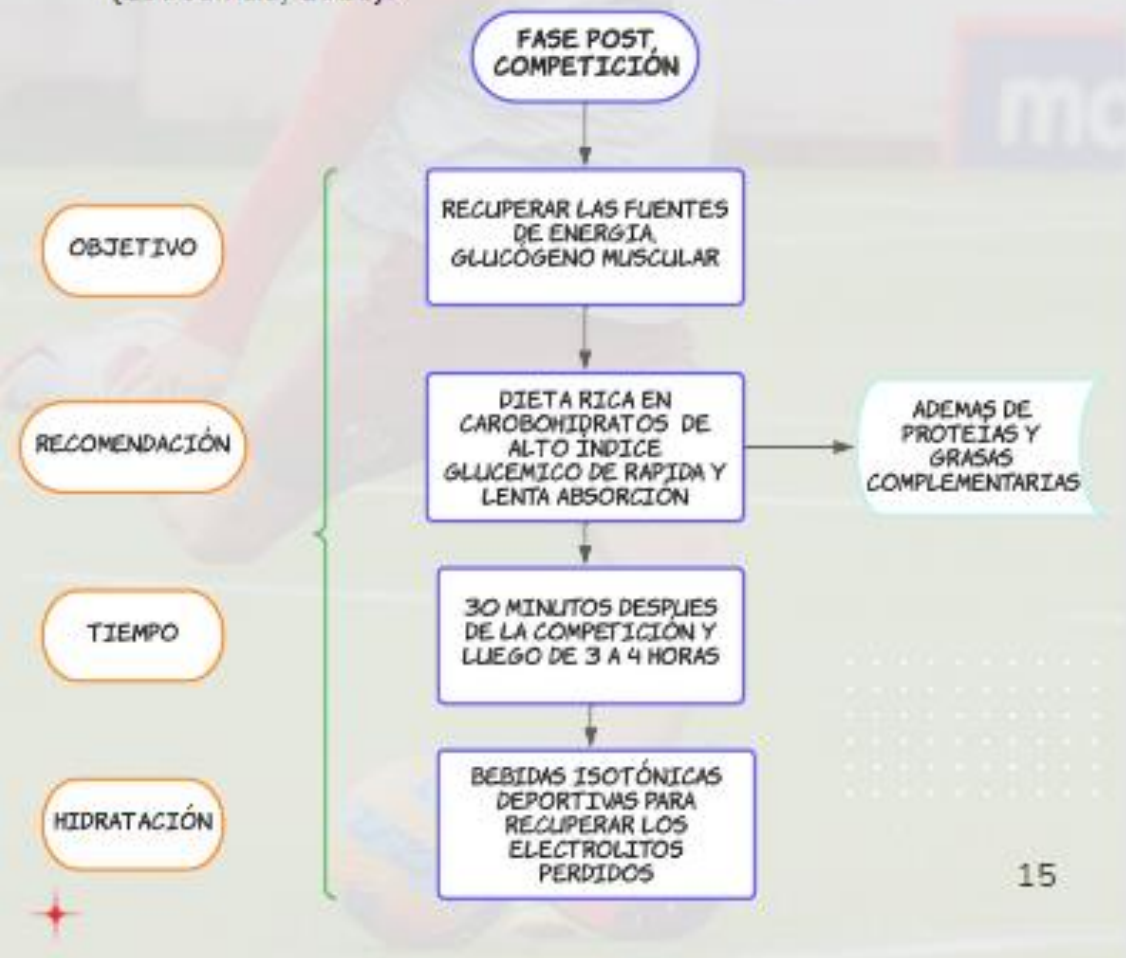 FASE POST,
COMPETICIÓN
OBJETIVO
RECUPERAR LAS FUENTES
DE ENERGIA,
GLUCÓGENO MUSCULAR
RECOMENDACIÓN
DIETA RICA EN
CAROBOHIDRATOS DE
ALTO ÍNDICE
GLUCEMICO DE RAPIDA Y
LENTA ABSORCIÓN
ADEMAS DE
PROTEÍAS Y
GRASAS
COMPLEMENTARIAS
TIEMPO
30 MINUTOS DESPUES
DE LA COMPETICIÓN Y
LUEGO DE 3 A 4 HORAS
HIDRATACIÓN
BEBIDAS ISOTÓNICAS
DEPORTIVAS PARA
RECUPERAR LOS
ELECTROLITOS
PERDIDOS
15